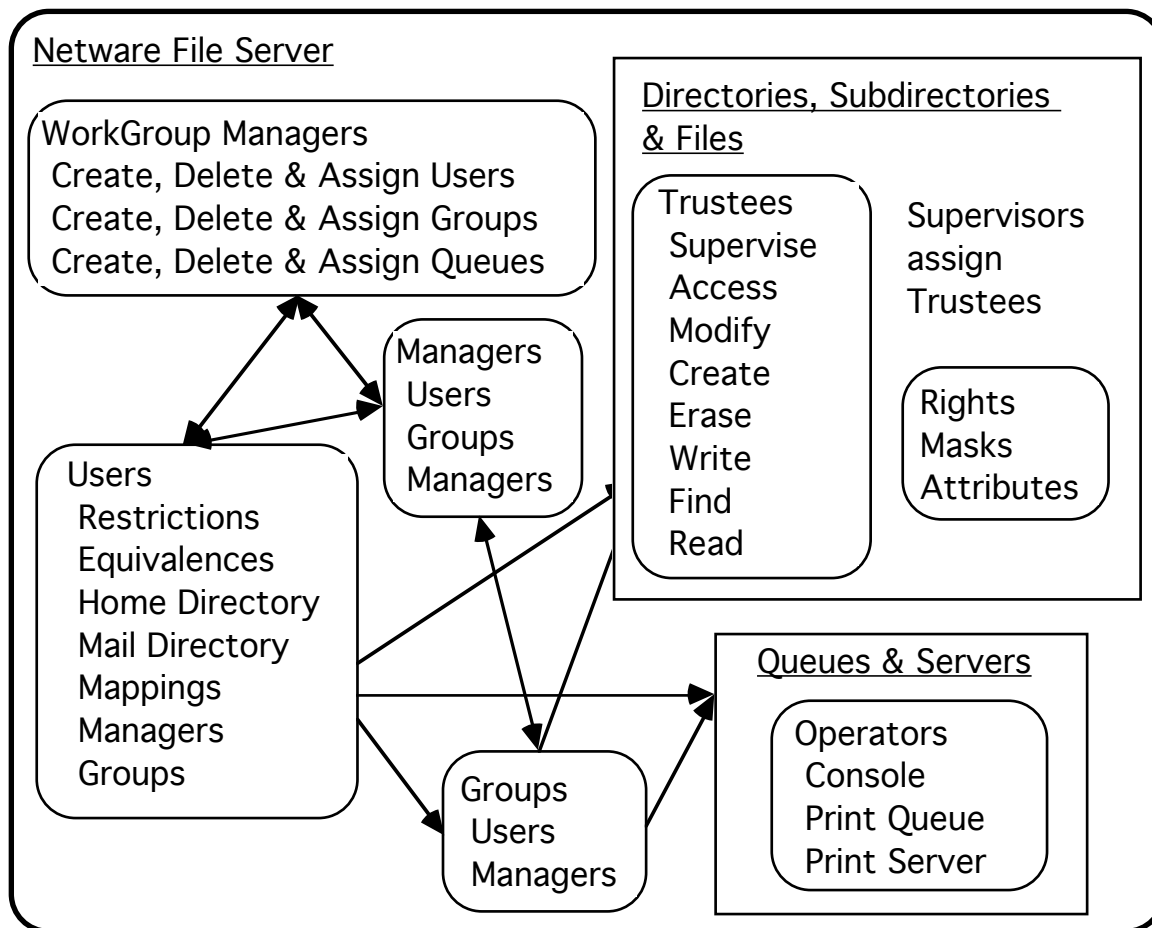 Netware File Server
WorkGroup Managers
Create, Delete & Assign Users
Create, Delete & Assign Groups
Create, Delete & Assign Queues
Managers
Users
Groups
Managers
Users
Restrictions
Equivalences
Home Directory
Mail Directory
Mappings
Managers
Groups
Groups
Users
Managers
Directories, Subdirectories
& Files
Trustees
Supervise
Access
Modify
Create
Erase
Write
Find
Read
Supervisors
assign
Trustees
Rights
Masks
Attributes
Queues & Servers
Operators
Console
Print Queue
Print Server